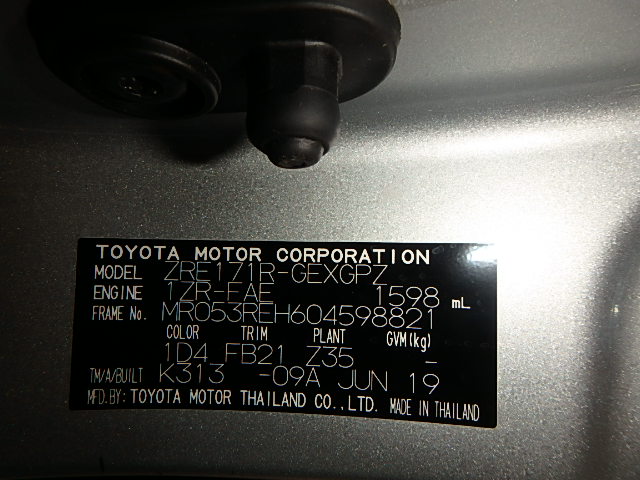 TOYOTA MOTOR CORPORATION
MODEL ZRE171R-GEXGPZ
ENGINE 1ZR-FAE 1598 mL
FRAME No. MR053REH604598821
COLOR TRIM PLANT GVM(kg)
1D4 FB21 Z35 -
TM/A/BUILT K313 -09A JUN 19
MFD.BY: TOYOTA MOTOR THAILAND CO.,LTD. MADE IN THAILAND